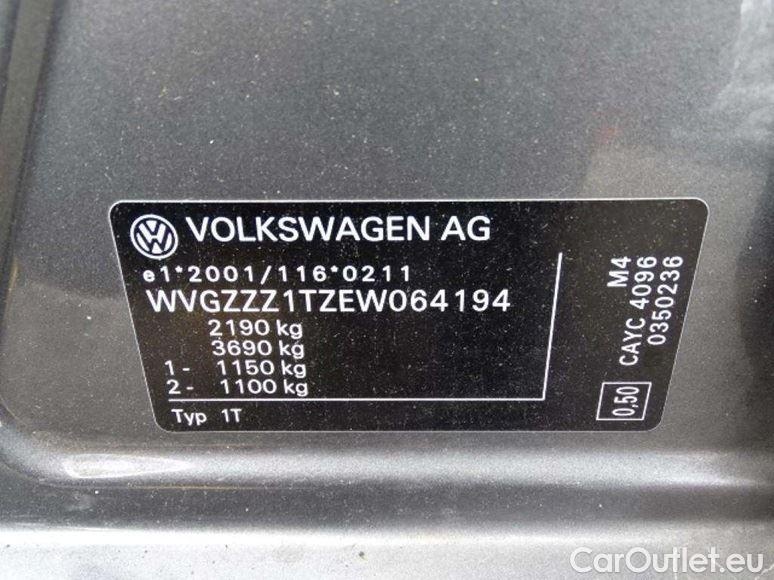 VOLKSWAGEN AG
e1*2001/116*0211
WVGZZZ1TZEW064194
2190 kg
3690 kg
1- 1150 kg
2- 1100 kg
Typ 1T
M4
CAYC 4096
0350236
0,50
CarOutlet.eu